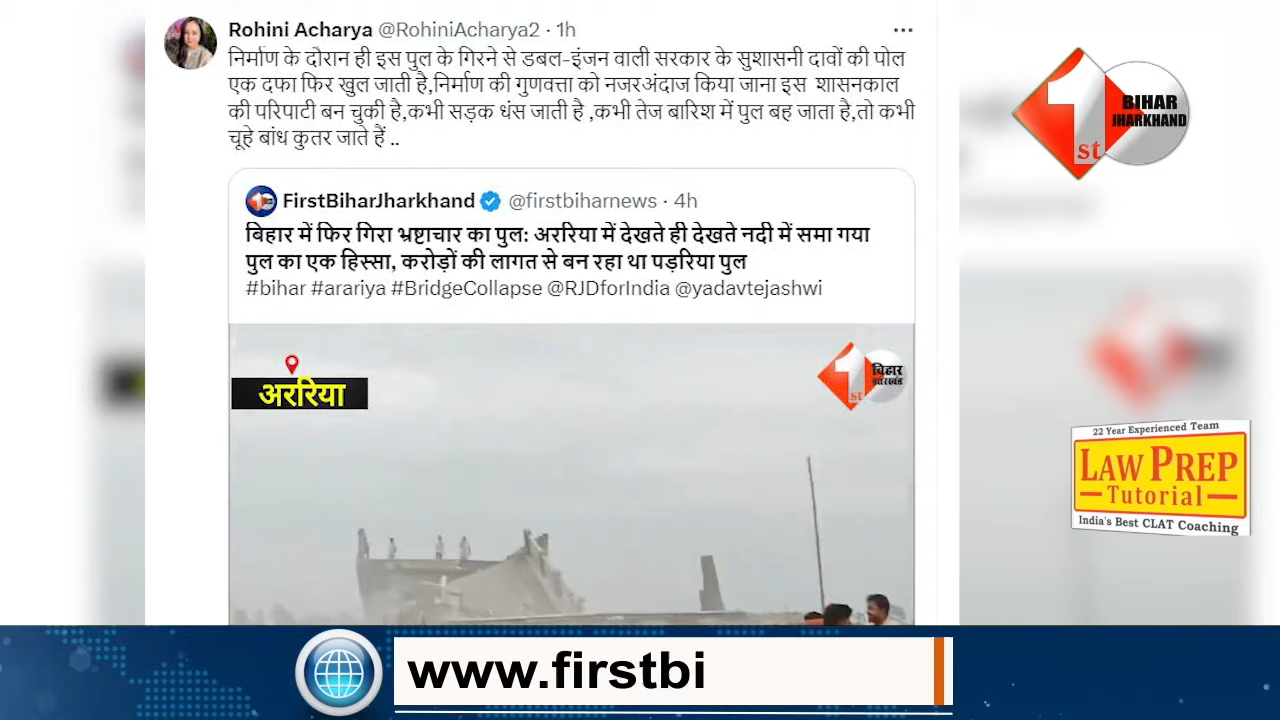 Rohini Acharya @RohiniAcharya2 · 1h
निर्माण के दौरान ही इस पुल के गिरने से डबल-इंजन वाली सरकार के सुशासनी दावों की पोल
एक दफा फिर खुल जाती है,निर्माण की गुणवत्ता को नजरअंदाज किया जाना इस शासनकाल
की परिपाटी बन चुकी है,कभी सड़क धंस जाती है ,कभी तेज बारिश में पुल बह जाता है,तो कभी
चूहे बांध कुतर जाते हैं ..
FirstBiharJharkhand @firstbiharnews · 4h
बिहार में फिर गिरा भ्रष्टाचार का पुल: अररिया में देखते ही देखते नदी में समा गया
पुल का एक हिस्सा, करोड़ों की लागत से बन रहा था पड़रिया पुल
#bihar #arariya #BridgeCollapse @RJDforIndia @yadavtejashwi
अररिया
1st
बिहार
झारखंड
1st
BIHAR
JHARKHAND
22 Year Experienced Team
LAW PREP
Tutorial
India's Best CLAT Coaching
www.firstbi